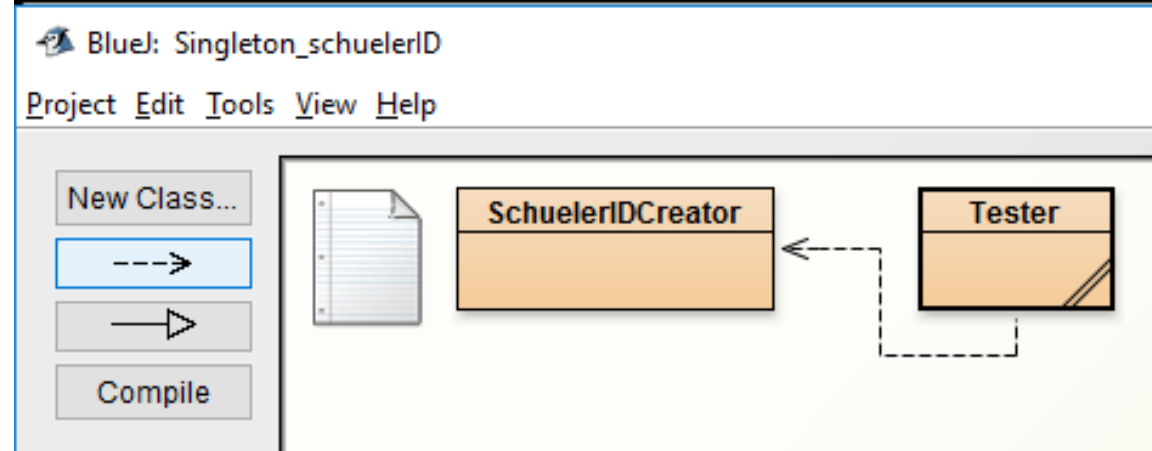 BlueJ: Singleton_schuelerID
Project Edit Tools View Help
New Class...
SchuelerIDCreator
Tester
Compile